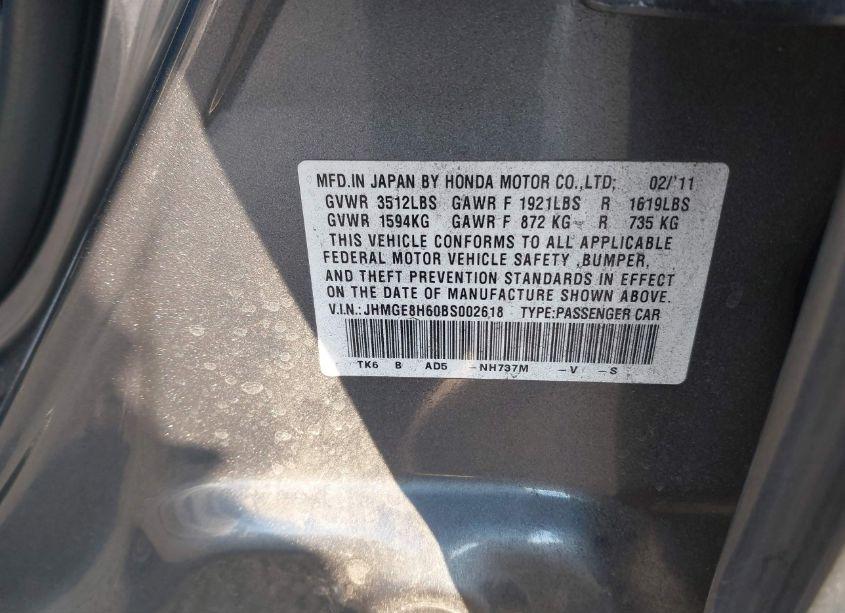 MFD.IN JAPAN BY HONDA MOTOR CO.,LTD; 02/'11
GVWR 3512LBS GAWR F 1921LBS R 1619LBS
GVWR 1594KG GAWR F 872 KG R 735 KG
THIS VEHICLE CONFORMS TO ALL APPLICABLE
FEDERAL MOTOR VEHICLE SAFETY ,BUMPER,
AND THEFT PREVENTION STANDARDS IN EFFECT
ON THE DATE OF MANUFACTURE SHOWN ABOVE.
V.I.N.:JHMGE8H60BS002618 TYPE:PASSENGER CAR
TK6 B AD5 -NH737M -V -S